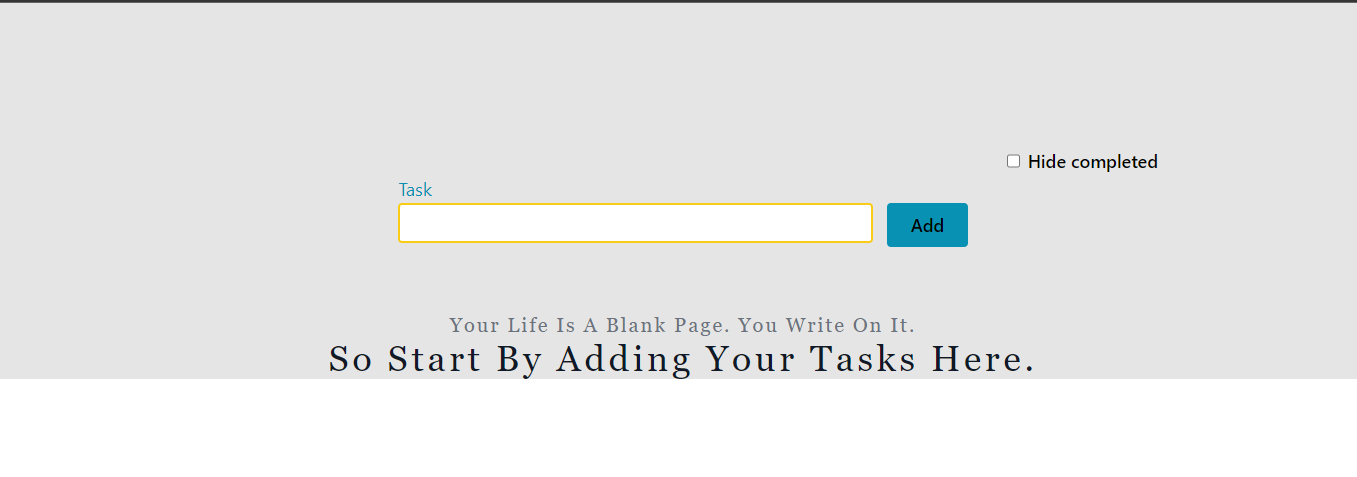 Hide completed
Task
Add
Your Life Is A Blank Page. You Write On It.
So Start By Adding Your Tasks Here.